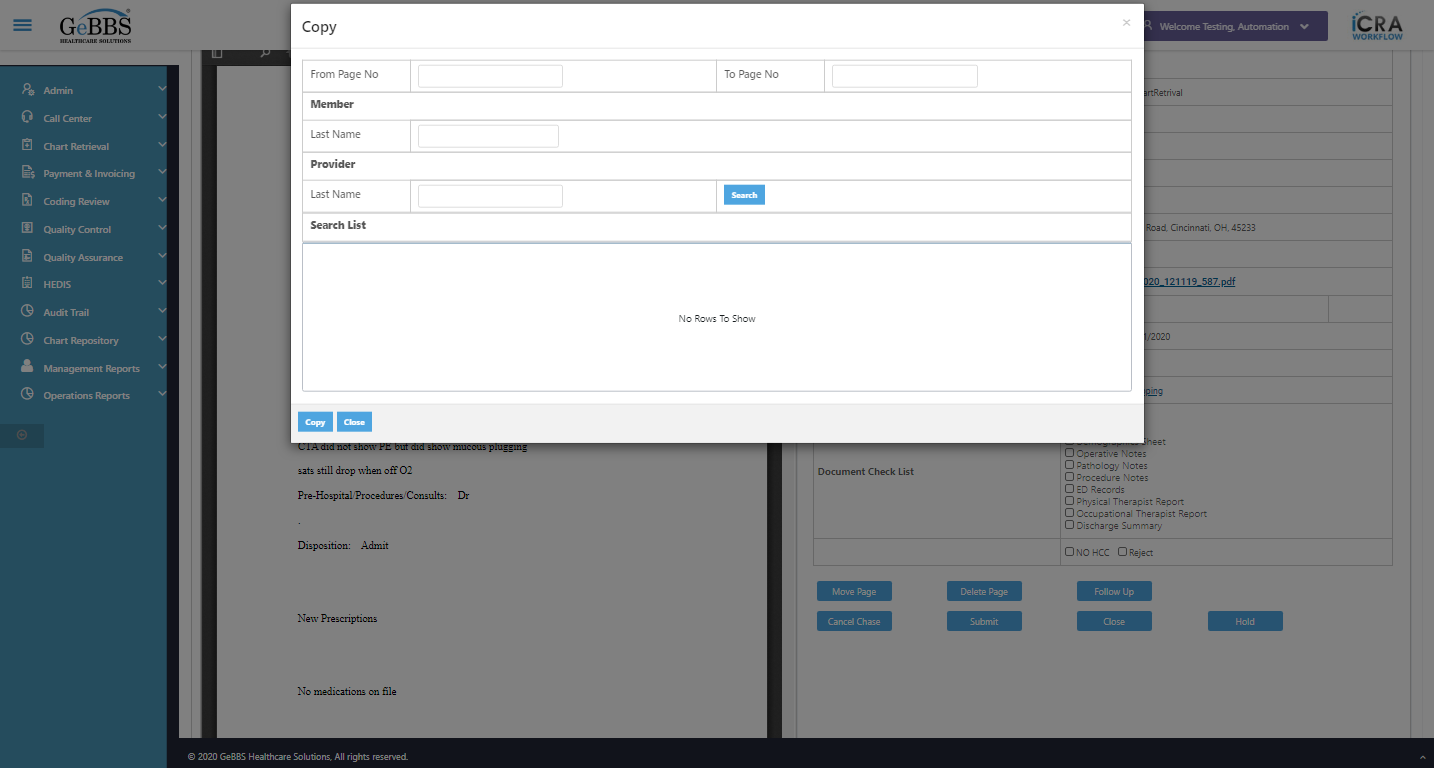 GeBBS
HEALTHCARE SOLUTIONS
Welcome Testing, Automation
iCRA
WORKFLOW
Admin
Call Center
Chart Retrieval
Payment & Invoicing
Coding Review
Quality Control
Quality Assurance
HEDIS
Audit Trail
Chart Repository
Management Reports
Operations Reports
Copy
×
From Page No
To Page No
Member
Last Name
Provider
Last Name
Search
Search List
No Rows To Show
Copy
Close
CTA did not show PE but did show mucous plugging
sats still drop when off O2
Pre-Hospital/Procedures/Consults: Dr
.
Disposition: Admit
New Prescriptions
No medications on file
artRetrival
Road, Cincinnati, OH, 45233
020_121119_587.pdf
1/2020
ping
Document Check List
Demographics Sheet
Operative Notes
Pathology Notes
Procedure Notes
ED Records
Physical Therapist Report
Occupational Therapist Report
Discharge Summary
NO HCC
Reject
Move Page
Delete Page
Follow Up
Cancel Chase
Submit
Close
Hold
© 2020 GeBBS Healthcare Solutions, All rights reserved.